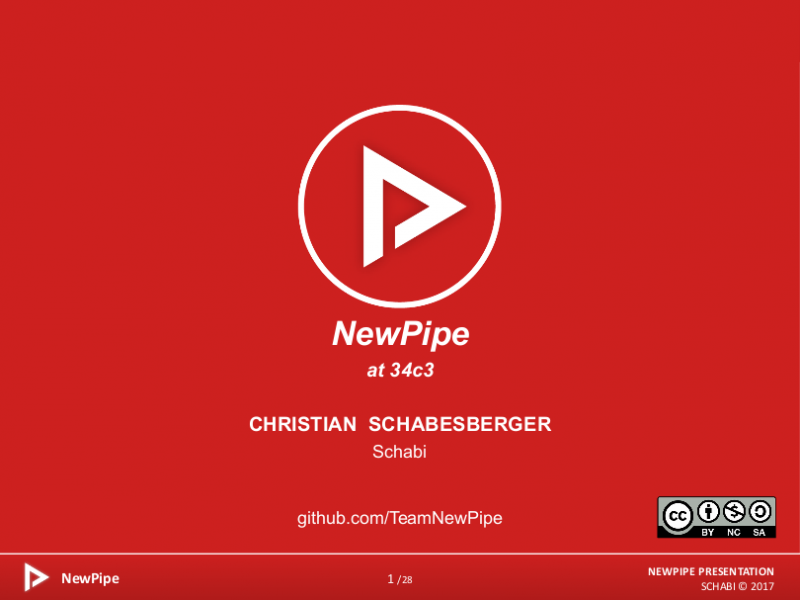 NewPipe
at 34c3
CHRISTIAN SCHABESBERGER
Schabi
github.com/TeamNewPipe
cc
BY NC SA
NewPipe
1 /28
NEWPIPE PRESENTATION
SCHABI © 2017